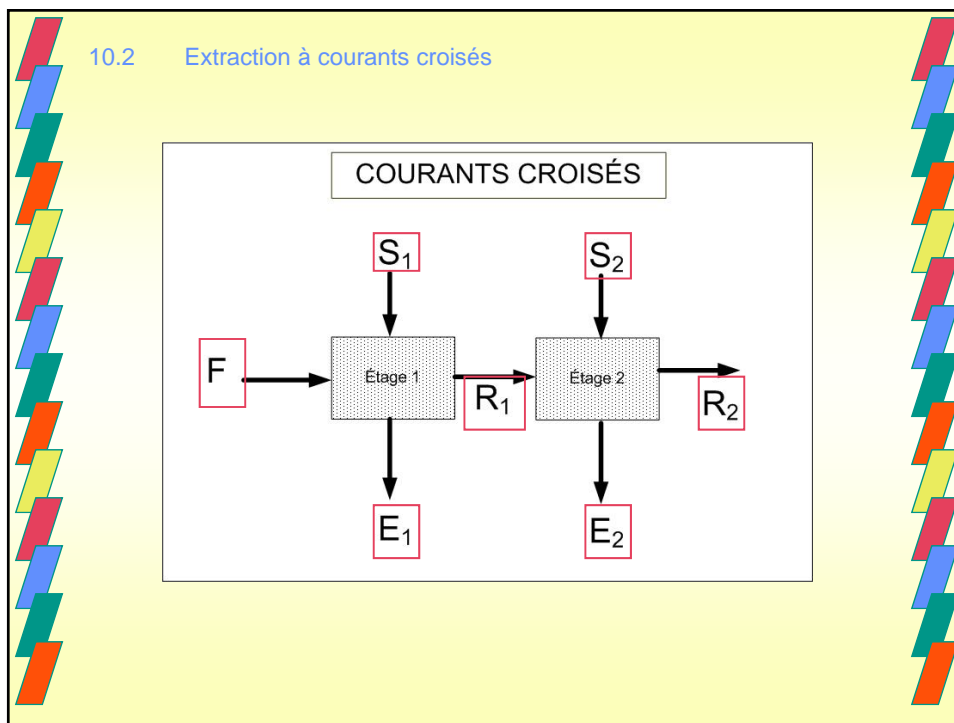 10.2 Extraction à courants croisés
COURANTS CROISÉS
S₁ S₂
F Étage 1 Étage 2
R₁ R₂
E₁ E₂